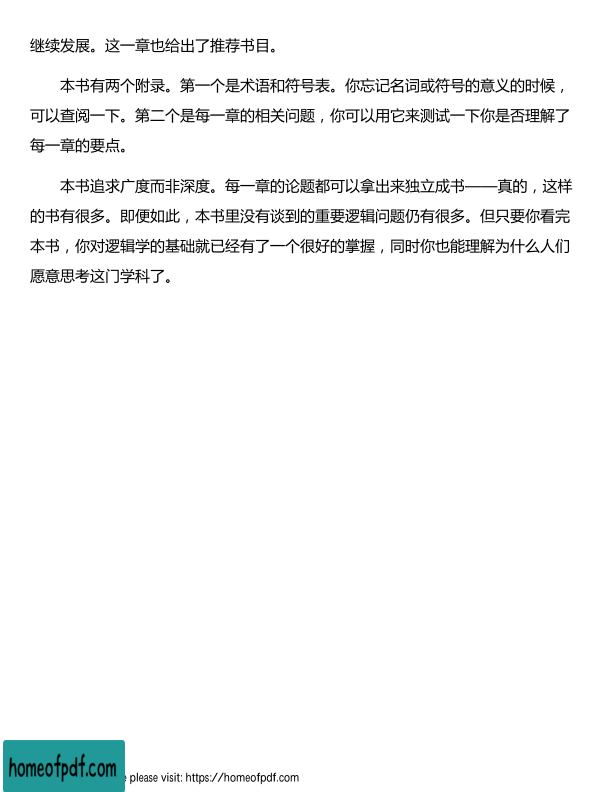 继续发展。这一章也给出了推荐书目。
本书有两个附录。第一个是术语和符号表。你忘记名词或符号的意义的时候，
可以查阅一下。第二个是每一章的相关问题，你可以用它来测试一下你是否理解了
每一章的要点。
本书追求广度而非深度。每一章的论题都可以拿出来独立成书——真的，这样
的书有很多。即便如此，本书里没有谈到的重要逻辑问题仍有很多。但只要你看完
本书，你对逻辑学的基础就已经有了一个很好的掌握，同时你也能理解为什么人们
愿意思考这门学科了。
homeofpdf.com
e please visit: https://homeofpdf.com